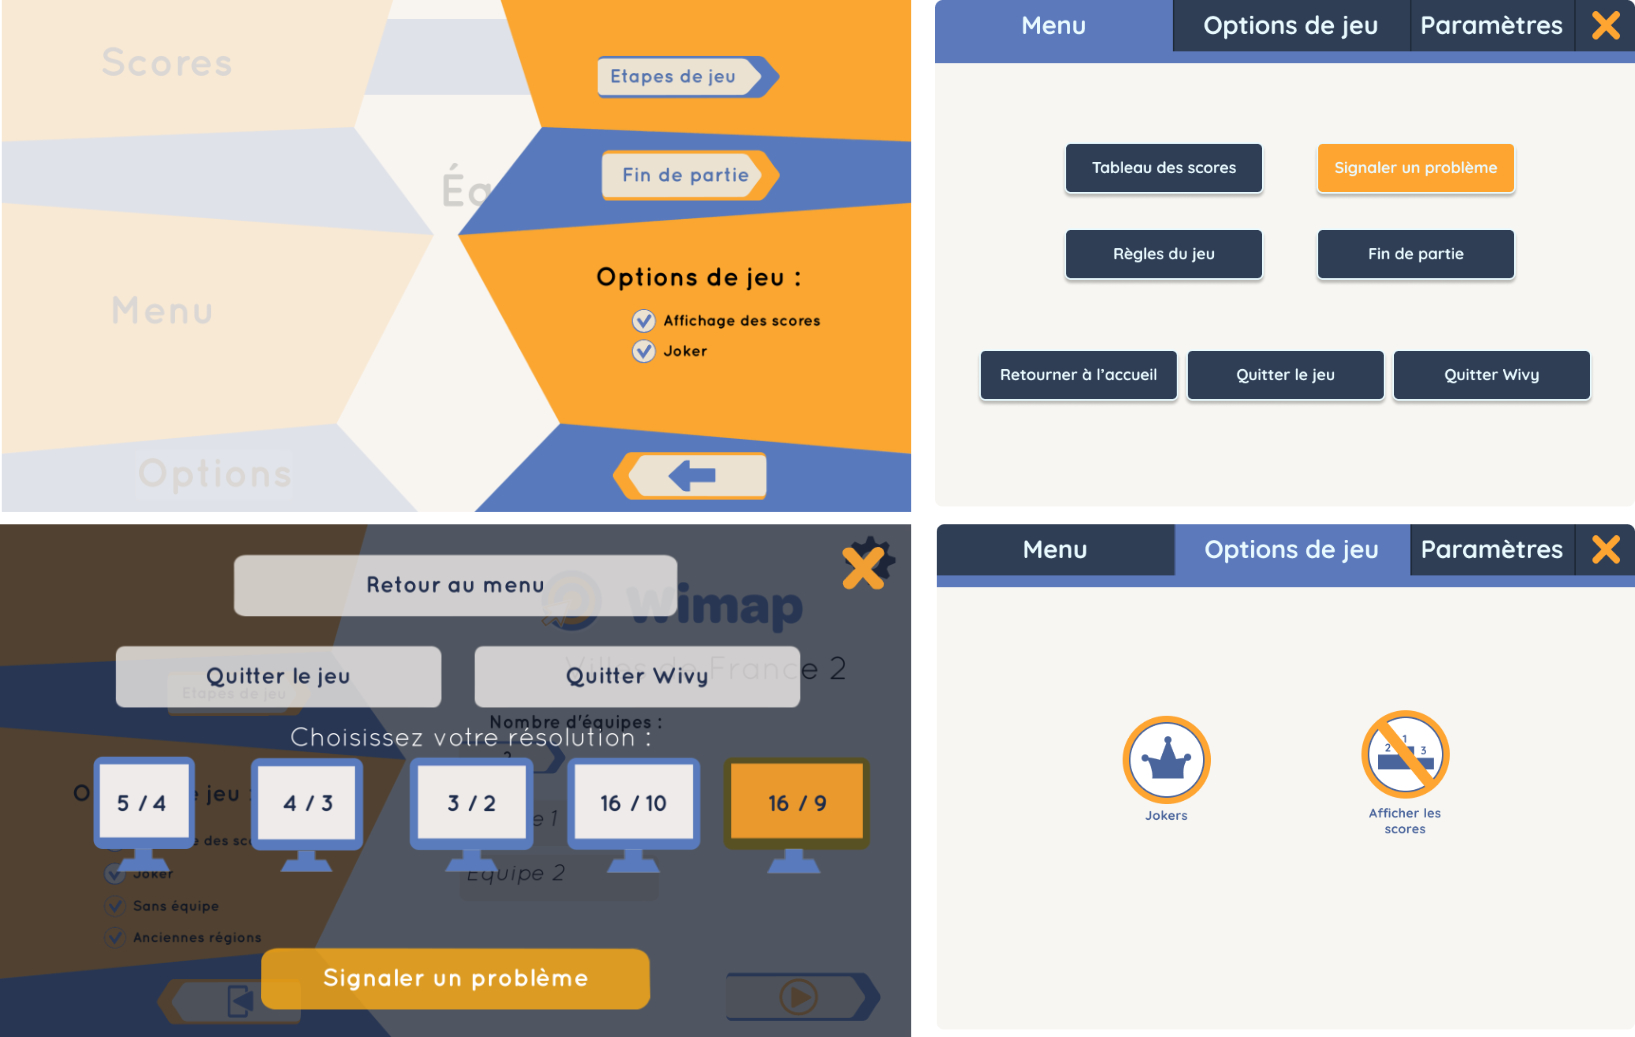 Scores
Menu
Options
Éq
Etapes de jeu
Fin de partie
Options de jeu :
Affichage des scores
Joker
Menu
Options de jeu
Paramètres
Tableau des scores
Signaler un problème
Règles du jeu
Fin de partie
Retourner à l'accueil
Quitter le jeu
Quitter Wivy
Retour au menu
Wimap
Quitter le jeu
Quitter Wivy
Villes de France 2
Etapes de jeu
Nombre d'équipes :
Choisissez votre résolution :
2
5 / 4
4 / 3
3 / 2
16 / 10
16 / 9
O
jeu :
e 1
e des sco
Joker
Equipe 2
Sans équipe
Anciennes régions
Signaler un problème
Menu
Options de jeu
Paramètres
2 1 3
Jokers
Afficher les
scores